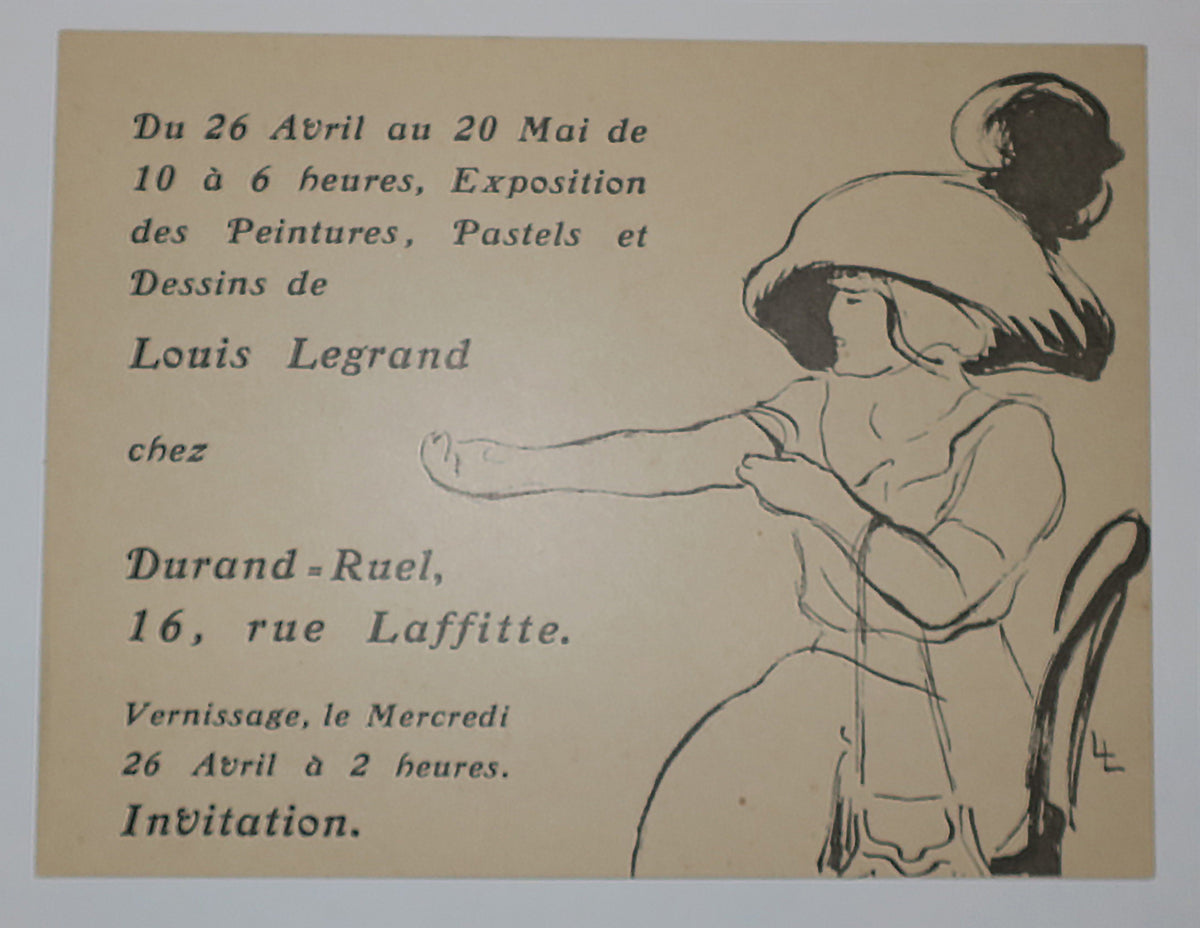 Du 26 Avril au 20 Mai de
10 à 6 heures, Exposition
des Peintures, Pastels et
Dessins de
Louis Legrand
chez
Durand=Ruel,
16, rue Laffitte.
Vernissage, le Mercredi
26 Avril à 2 heures.
Invitation.
LL